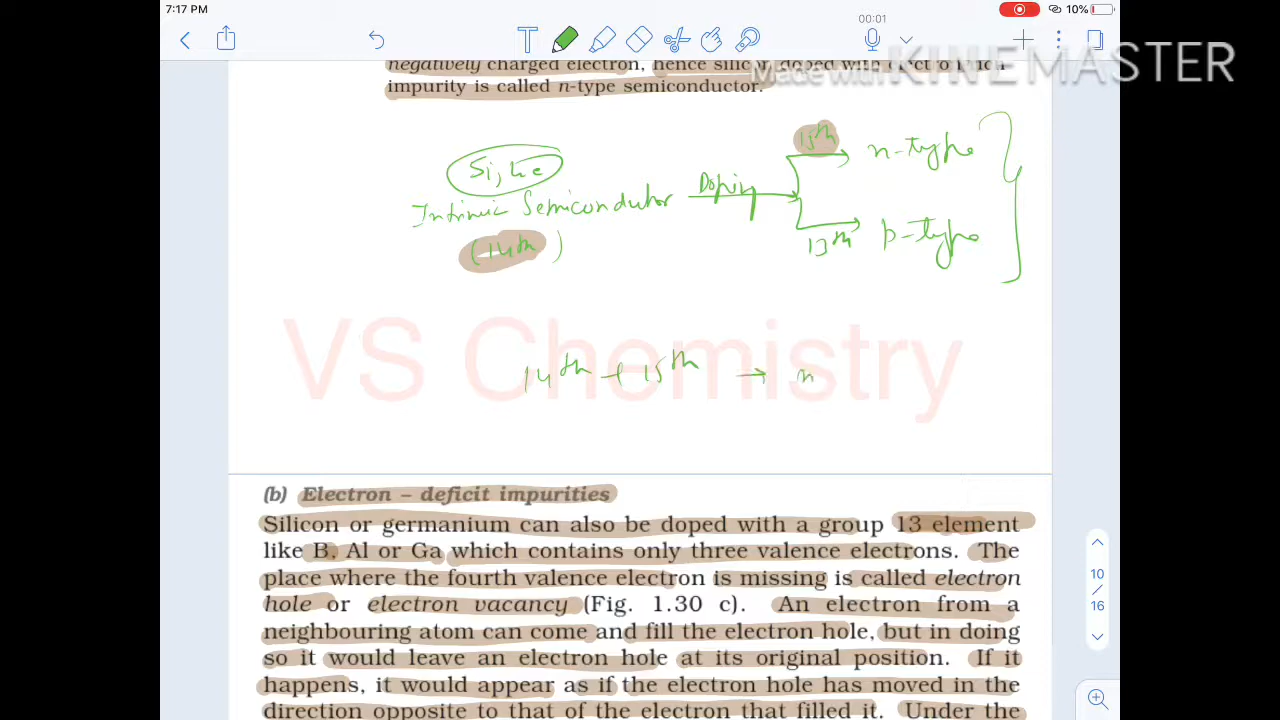 7:17 PM
10%
00:01
Made with KINEMASTER
negatively charged electron, hence silicon doped with electron rich
impurity is called n-type semiconductor.
15th
n-type
Si, Ge
Doping
Intrinsic Semiconductor
(14th)
13th
p-type
VS Chemistry
14th + 15th → n
(b) Electron – deficit impurities
Silicon or germanium can also be doped with a group 13 element
like B, Al or Ga which contains only three valence electrons. The
place where the fourth valence electron is missing is called electron
hole or electron vacancy (Fig. 1.30 c). An electron from a
neighbouring atom can come and fill the electron hole, but in doing
so it would leave an electron hole at its original position. If it
happens, it would appear as if the electron hole has moved in the
direction opposite to that of the electron that filled it. Under the
10
/
16